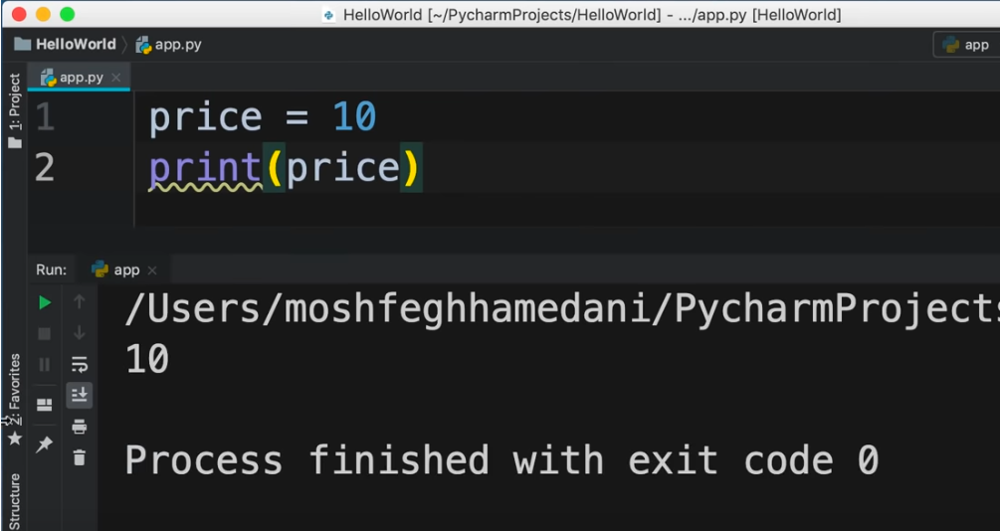 HelloWorld [~/PycharmProjects/HelloWorld] - .../app.py [HelloWorld]
HelloWorld app.py
app
app.py
1: Project
1 price = 10
2 print(price)
Run: app
/Users/moshfeghhamedani/PycharmProjects
10
Process finished with exit code 0
2: Favorites
Structure